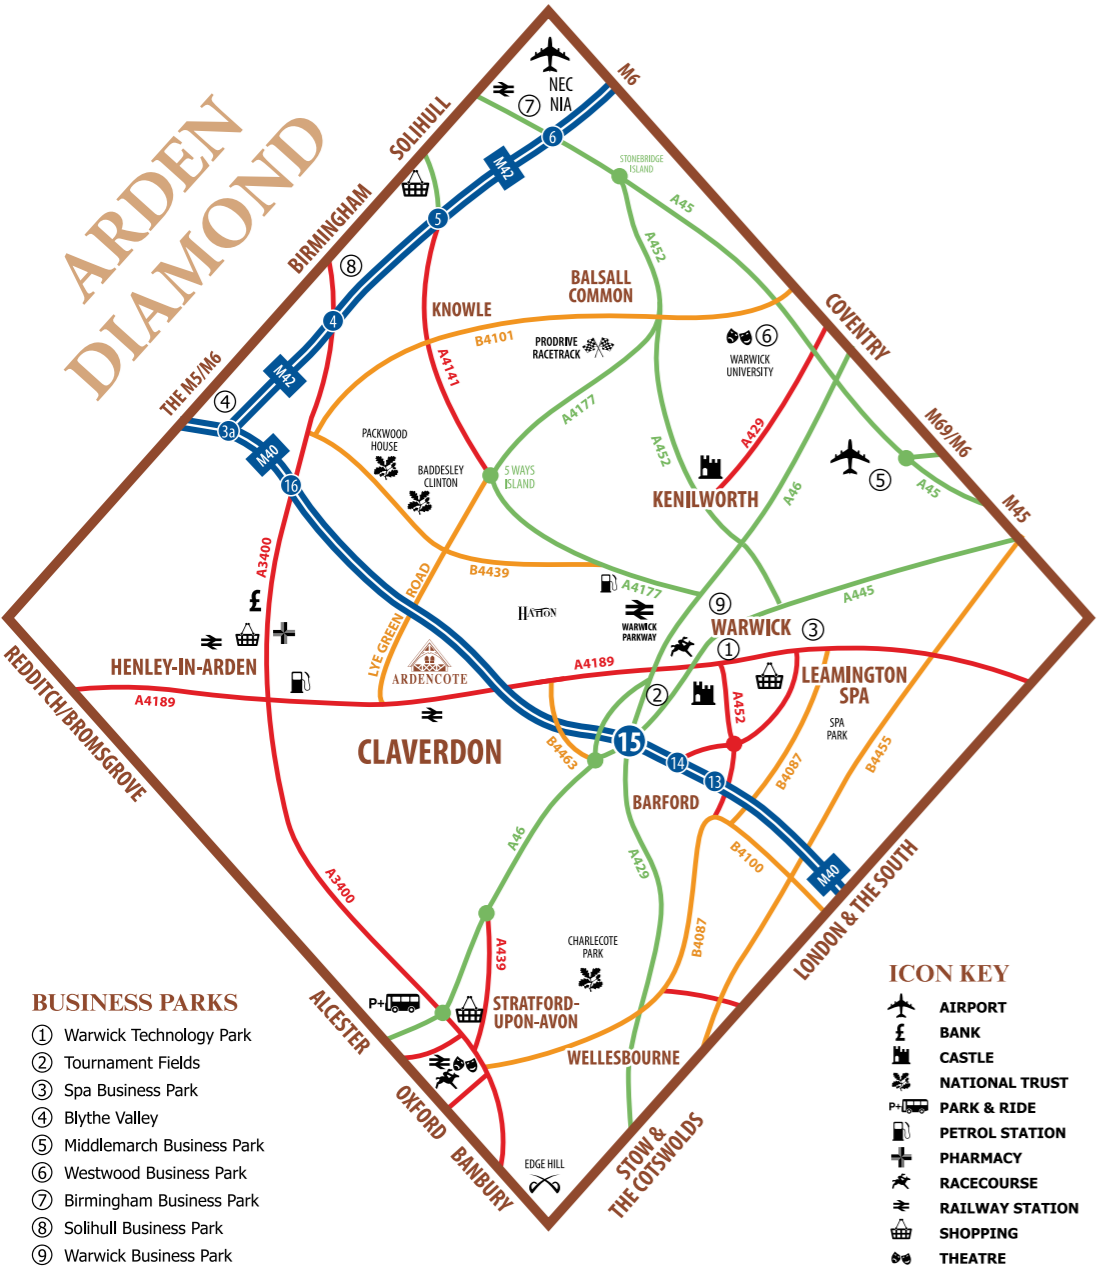 ARDEN
DIAMOND
NEC
NIA
M6
7
6
SOLIHULL
M42
STONEBRIDGE
ISLAND
A45
5
BIRMINGHAM
8
A452
BALSALL
COMMON
KNOWLE
4
B4101
PRODRIVE
RACETRACK
6
WARWICK
UNIVERSITY
COVENTRY
THE M5/M6
M42
A4141
4
3a
A4177
A429
M69/M6
M40
PACKWOOD
HOUSE
BADDESLEY
CLINTON
5 WAYS
ISLAND
A452
16
KENILWORTH
A46
5
A45
M45
A3400
B4439
A4177
LYE GREEN ROAD
HATTON
WARWICK
PARKWAY
9
A445
WARWICK
3
£
1
REDDITCH/BROMSGROVE
HENLEY-IN-ARDEN
ARDENCOTE
A4189
LEAMINGTON
SPA
A4189
2
A452
SPA
PARK
CLAVERDON
B4463
15
14
13
B4087
B4455
BARFORD
A46
A429
B4100
M40
LONDON & THE SOUTH
A3400
A439
CHARLECOTE
PARK
B4087
ALCESTER
P+
STRATFORD-
UPON-AVON
WELLESBOURNE
OXFORD
BANBURY
EDGE HILL
STOW &
THE COTSWOLDS
BUSINESS PARKS
1 Warwick Technology Park
2 Tournament Fields
3 Spa Business Park
4 Blythe Valley
5 Middlemarch Business Park
6 Westwood Business Park
7 Birmingham Business Park
8 Solihull Business Park
9 Warwick Business Park
ICON KEY
AIRPORT
£ BANK
CASTLE
NATIONAL TRUST
P+ PARK & RIDE
PETROL STATION
PHARMACY
RACECOURSE
RAILWAY STATION
SHOPPING
THEATRE